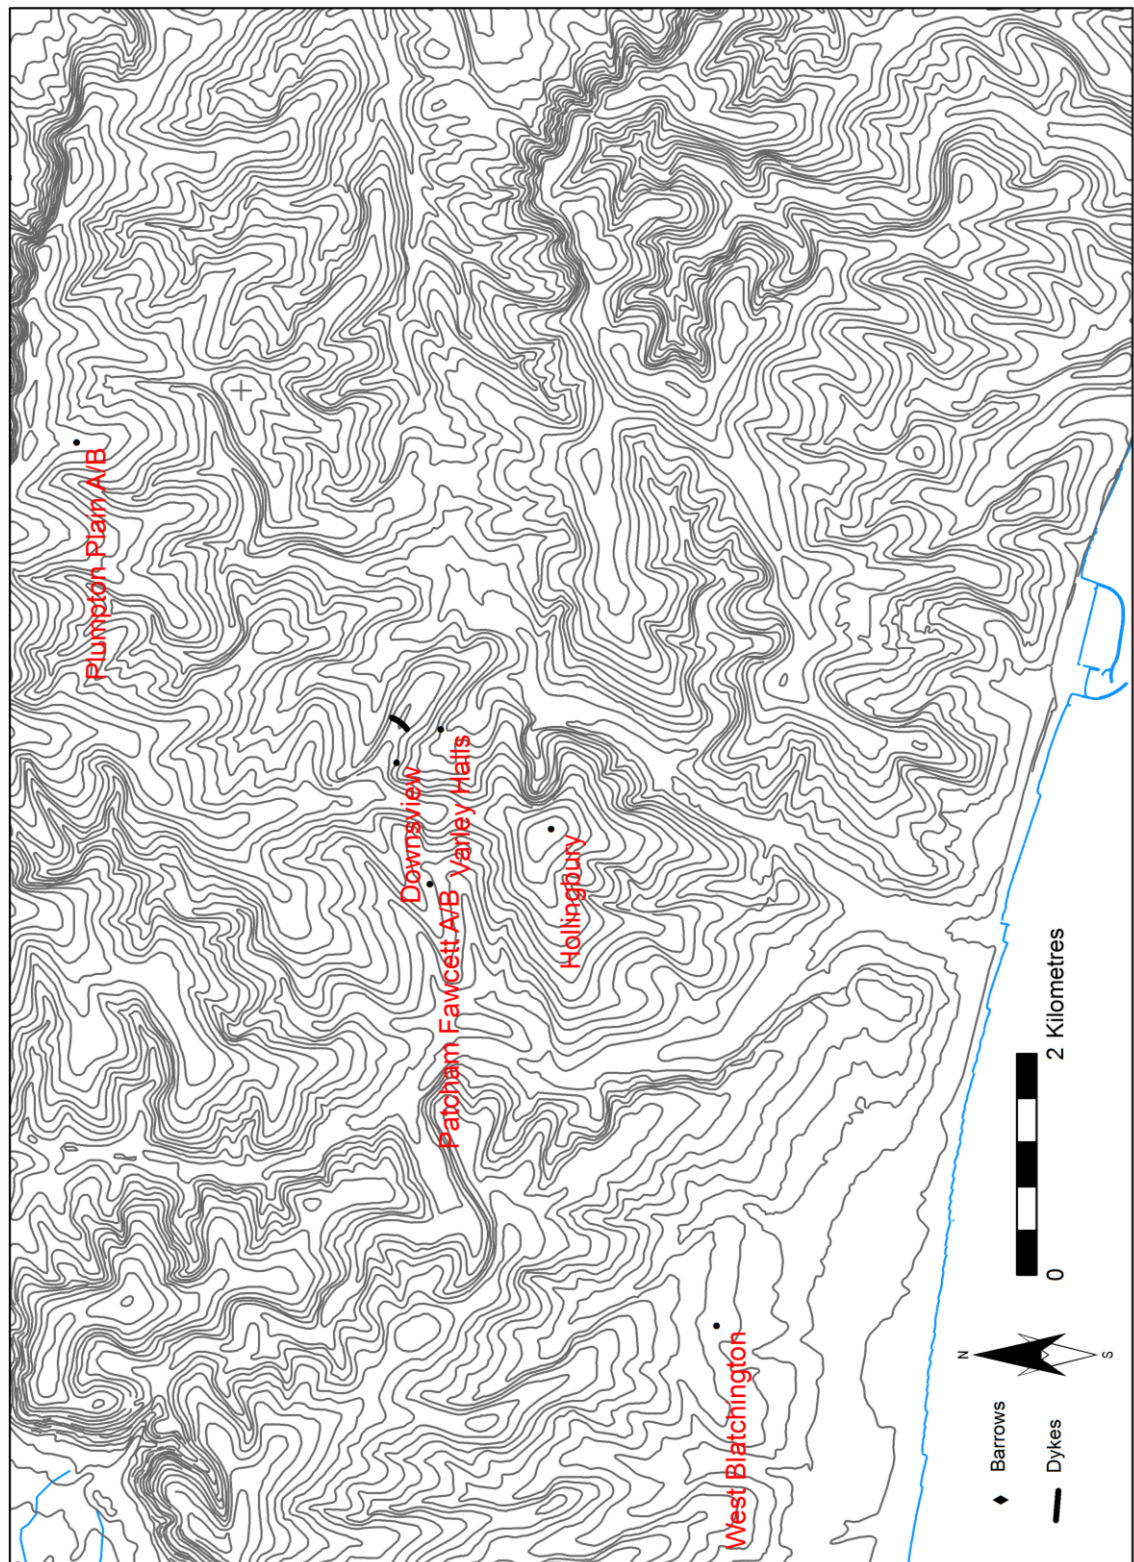 Plumpton Plain A/B
Downsview
Varley Halls
Patcham Fawcett A/B
Hollingbury
West Blatchington
N
S
0
2 Kilometres
Barrows
Dykes